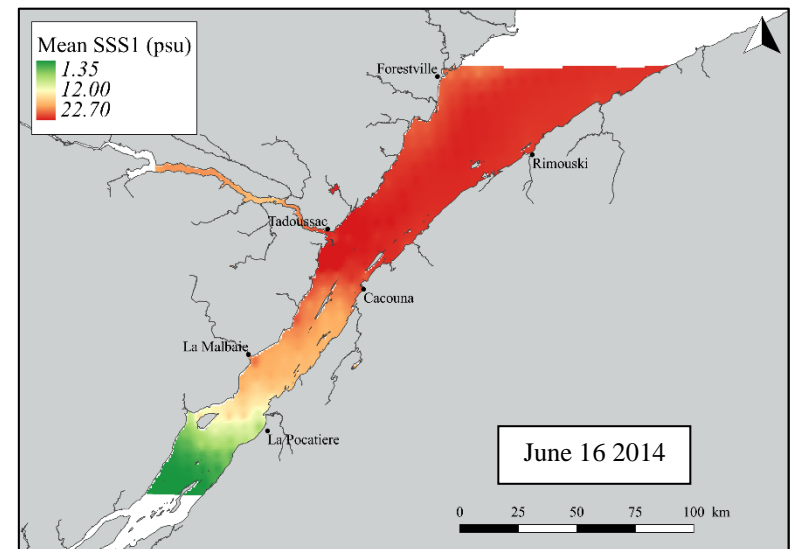 Mean SSS1 (psu)
1.35
12.00
22.70
Forestville
Rimouski
Tadoussac
Cacouna
La Malbaie
La Pocatiere
June 16 2014
0 25 50 75 100 km